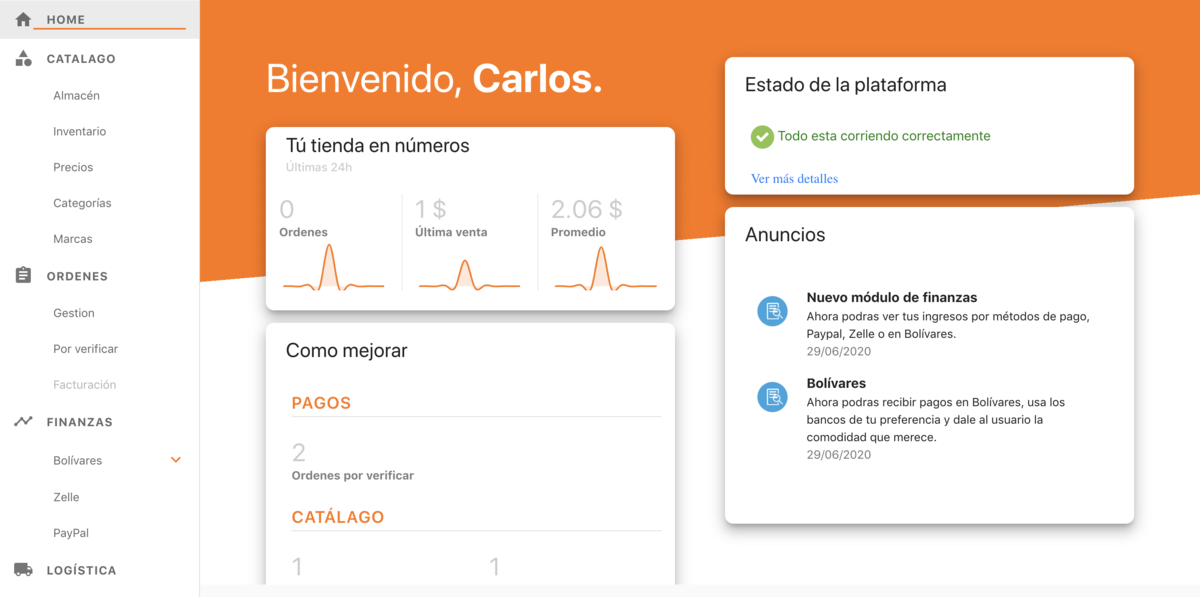 HOME
CATALAGO
Almacén
Inventario
Precios
Categorías
Marcas
ORDENES
Gestion
Por verificar
Facturación
FINANZAS
Bolívares
Zelle
PayPal
LOGÍSTICA
Bienvenido, Carlos.
Tú tienda en números
Últimas 24h
0
Ordenes
1 $
Última venta
2.06 $
Promedio
Como mejorar
PAGOS
2
Ordenes por verificar
CATÁLAGO
1
1
Estado de la plataforma
Todo esta corriendo correctamente
Ver más detalles
Anuncios
Nuevo módulo de finanzas
Ahora podras ver tus ingresos por métodos de pago,
Paypal, Zelle o en Bolívares.
29/06/2020
Bolívares
Ahora podras recibir pagos en Bolívares, usa los
bancos de tu preferencia y dale al usuario la
comodidad que merece.
29/06/2020